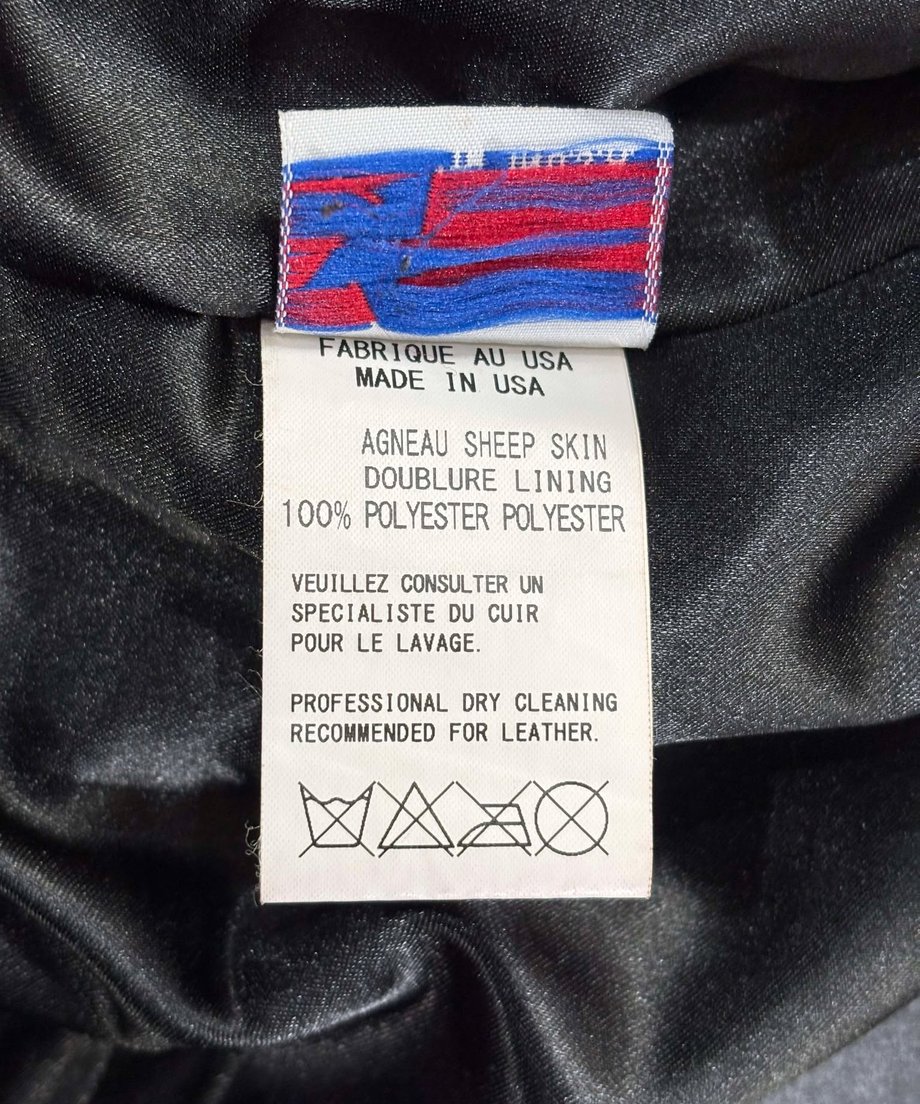 FABRIQUE AU USA
MADE IN USA
AGNEAU SHEEP SKIN
DOUBLURE LINING
100% POLYESTER POLYESTER
VEUILLEZ CONSULTER UN
SPECIALISTE DU CUIR
POUR LE LAVAGE.
PROFESSIONAL DRY CLEANING
RECOMMENDED FOR LEATHER.